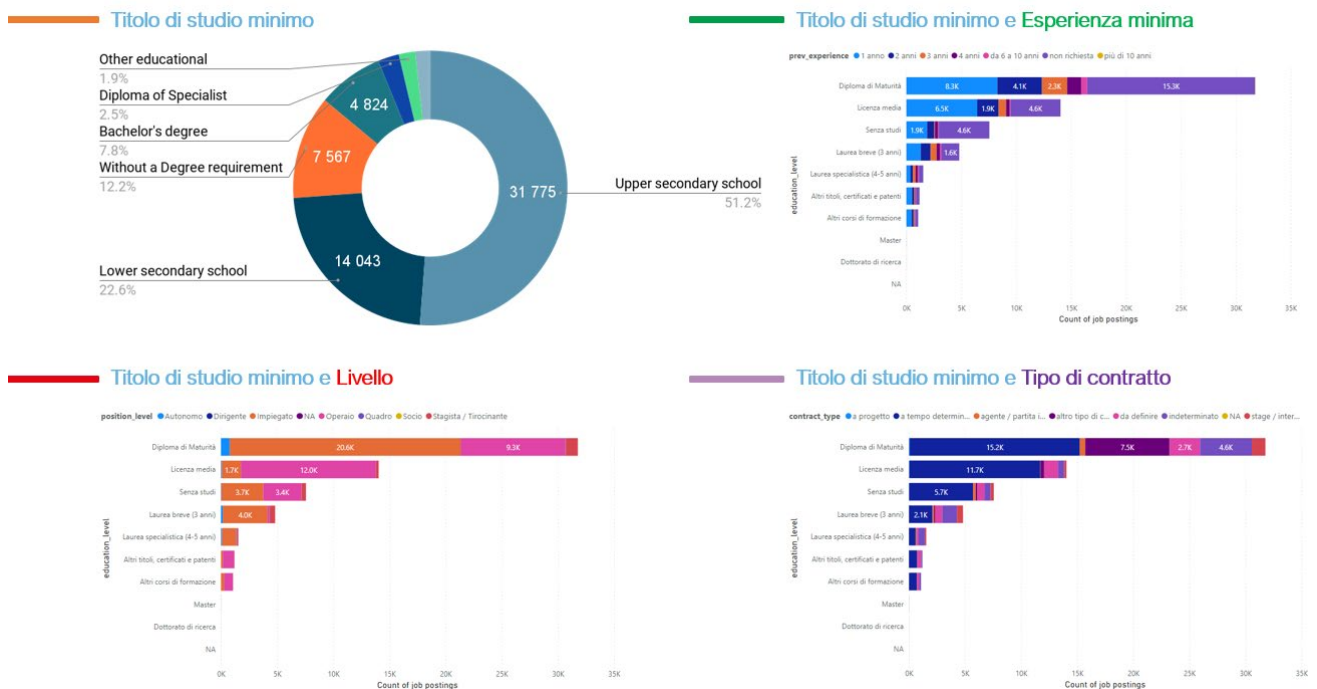 Titolo di studio minimo
Other educational
1.9%
Diploma of Specialist
2.5%
Bachelor's degree
7.8%
Without a Degree requirement
12.2%
Lower secondary school
22.6%
4 824
7 567
14 043
31 775
Upper secondary school
51.2%
Titolo di studio minimo e Esperienza minima
prev_experience 1 anno 2 anni 3 anni 4 anni da 6 a 10 anni non richiesta più di 10 anni
education_level
Diploma di Maturità 8.3K 4.1K 2.3K 15.3K
Licenza media 6.5K 1.9K 4.6K
Senza studi 1.9K 4.6K
Laurea breve (3 anni) 1.6K
Laurea specialistica (4-5 anni)
Altri titoli, certificati e patenti
Altri corsi di formazione
Master
Dottorato di ricerca
NA
0K 5K 10K 15K 20K 25K 30K 35K
Count of job postings
Titolo di studio minimo e Livello
position_level Autonomo Dirigente Impiegato NA Operaio Quadro Socio Stagista / Tirocinante
education_level
Diploma di Maturità 20.6K 9.3K
Licenza media 1.7K 12.0K
Senza studi 3.7K 3.4K
Laurea breve (3 anni) 4.0K
Laurea specialistica (4-5 anni)
Altri titoli, certificati e patenti
Altri corsi di formazione
Master
Dottorato di ricerca
NA
0K 5K 10K 15K 20K 25K 30K 35K
Count of job postings
Titolo di studio minimo e Tipo di contratto
contract_type a progetto a tempo determin... agente / partita i... altro tipo di c... da definire indeterminato NA stage / inter...
education_level
Diploma di Maturità 15.2K 7.5K 2.7K 4.6K
Licenza media 11.7K
Senza studi 5.7K
Laurea breve (3 anni) 2.1K
Laurea specialistica (4-5 anni)
Altri titoli, certificati e patenti
Altri corsi di formazione
Master
Dottorato di ricerca
NA
0K 5K 10K 15K 20K 25K 30K 35K
Count of job postings